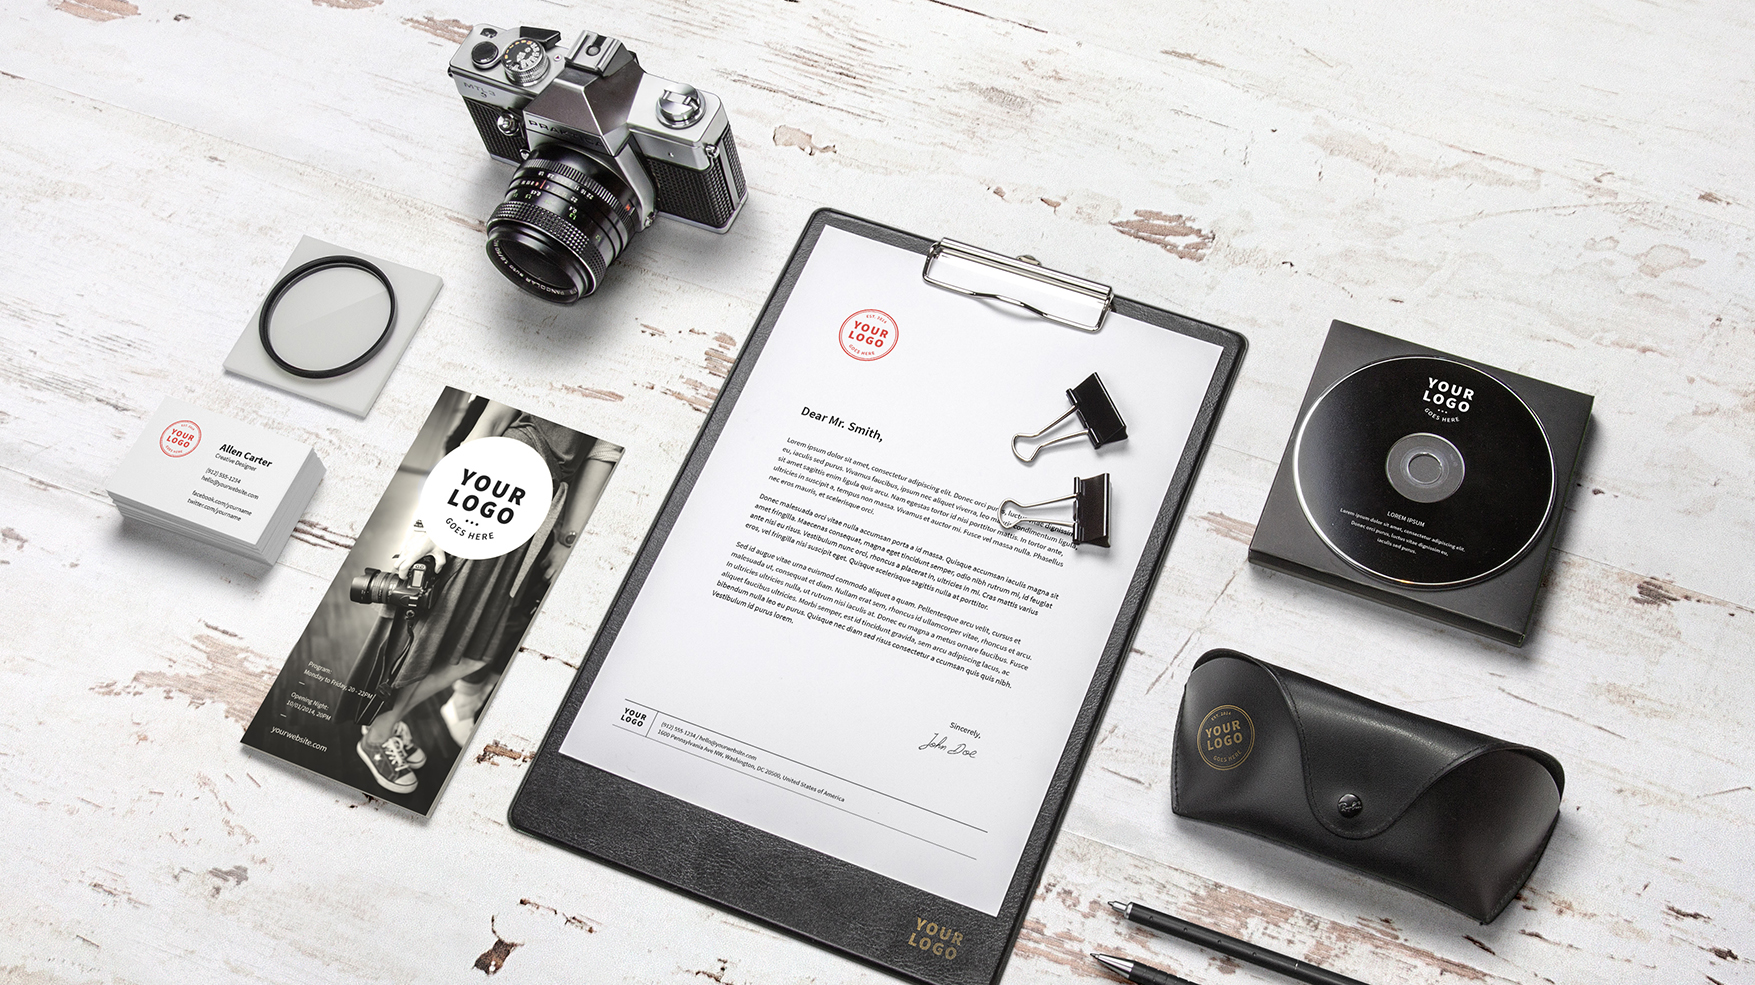 MTL 3
PRAKTICA
EST. 2014
YOUR
LOGO
GOES HERE
Allen Carter
Creative Designer
(912) 555-1234
hello@yourwebsite.com
facebook.com/yourname
twitter.com/yourname
YOUR
LOGO
GOES HERE
Program
Monday to Friday, 20 - 22PM
Opening Night:
10/01/2014, 20PM
yourwebsite.com
EST. 2014
YOUR
LOGO
GOES HERE
Dear Mr. Smith,
Lorem ipsum dolor sit amet, consectetur adipiscing elit. Donec orci luctus dignissim
eu, iaculis sed purus. Vivamus faucibus, ipsum nec aliquet viverra, leo condimentum ligula,
sit amet sagittis enim ligula quis arcu. Nam egestas tortor id nisi porttitor mattis. In tortor ante,
ultricies in suscipit a, tempus non massa. Vivamus et auctor mi. Fusce vel massa nulla. Phasellus
nec eros mauris, et scelerisque orci.
Donec malesuada orci vitae nulla accumsan porta a id massa. Quisque accumsan iaculis magna sit
amet fringilla. Maecenas consequat, magna eget tincidunt semper, odio nibh rutrum mi, id feugiat
ante nisi eu risus. Vestibulum nunc orci, rhoncus a placerat in, ultricies in mi. Cras mattis varius
eros, vel fringilla nisi suscipit eget. Quisque scelerisque sagittis nulla at porttitor.
Sed id augue vitae urna euismod commodo aliquet a quam. Pellentesque arcu velit, cursus et
malesuada ut, consequat et diam. Nullam erat sem, rhoncus id ullamcorper vitae, rhoncus et arcu.
In ultricies ultricies nulla, ut rutrum nisi iaculis at. Donec eu magna a metus ornare faucibus. Fusce
aliquet faucibus ultricies. Morbi semper, est id tincidunt gravida, sem arcu adipiscing lacus, ac
bibendum nulla leo eu purus. Quisque nec diam sed risus consectetur a ccumsan quis quis nibh.
Vestibulum id purus lorem.
Sincerely,
John Doe
YOUR
LOGO
(912) 555-1234 / hello@yourwebsite.com
1600 Pennsylvania Ave NW, Washington, DC 20500, United States of America
YOUR
LOGO
YOUR
LOGO
GOES HERE
LOREM IPSUM
Lorem ipsum dolor sit amet, consectetur adipiscing elit.
Donec orci purus, luctus vitae dignissim eu,
iaculis sed purus.
EST. 2014
YOUR
LOGO
GOES HERE
Ray-Ban